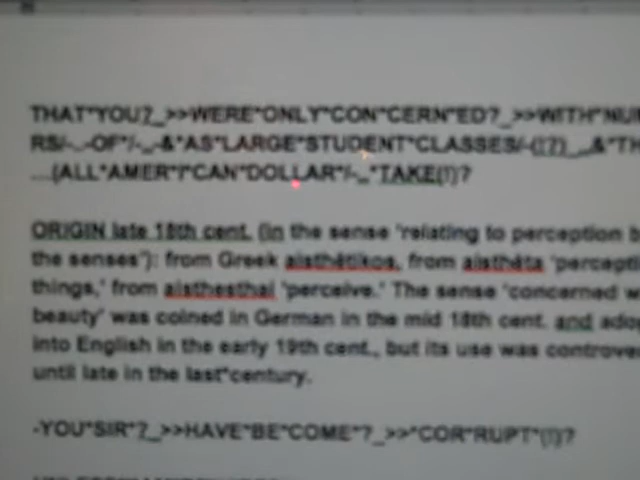 THAT"YOU?_>>WERE"ONLY"CON"CERN"ED?_>>WITH"NUM
RS/-_-OF"/-_-&"AS"LARGE"STUDENT"CLASSES/-(!?)_,,&"TH
...(ALL"AMER"I"CAN"DOLLAR"/-_"TAKE(!)?
ORIGIN late 18th cent. (in the sense 'relating to perception b
the senses'): from Greek aisthētikos, from aisthēta 'percepti
things,' from aisthesthai 'perceive.' The sense 'concerned w
beauty' was coined in German in the mid 18th cent. and adop
into English in the early 19th cent., but its use was controve
until late in the last"century.
-YOU"SIR"?_>>HAVE"BE"COME"?_>>"COR"RUPT"(!)?